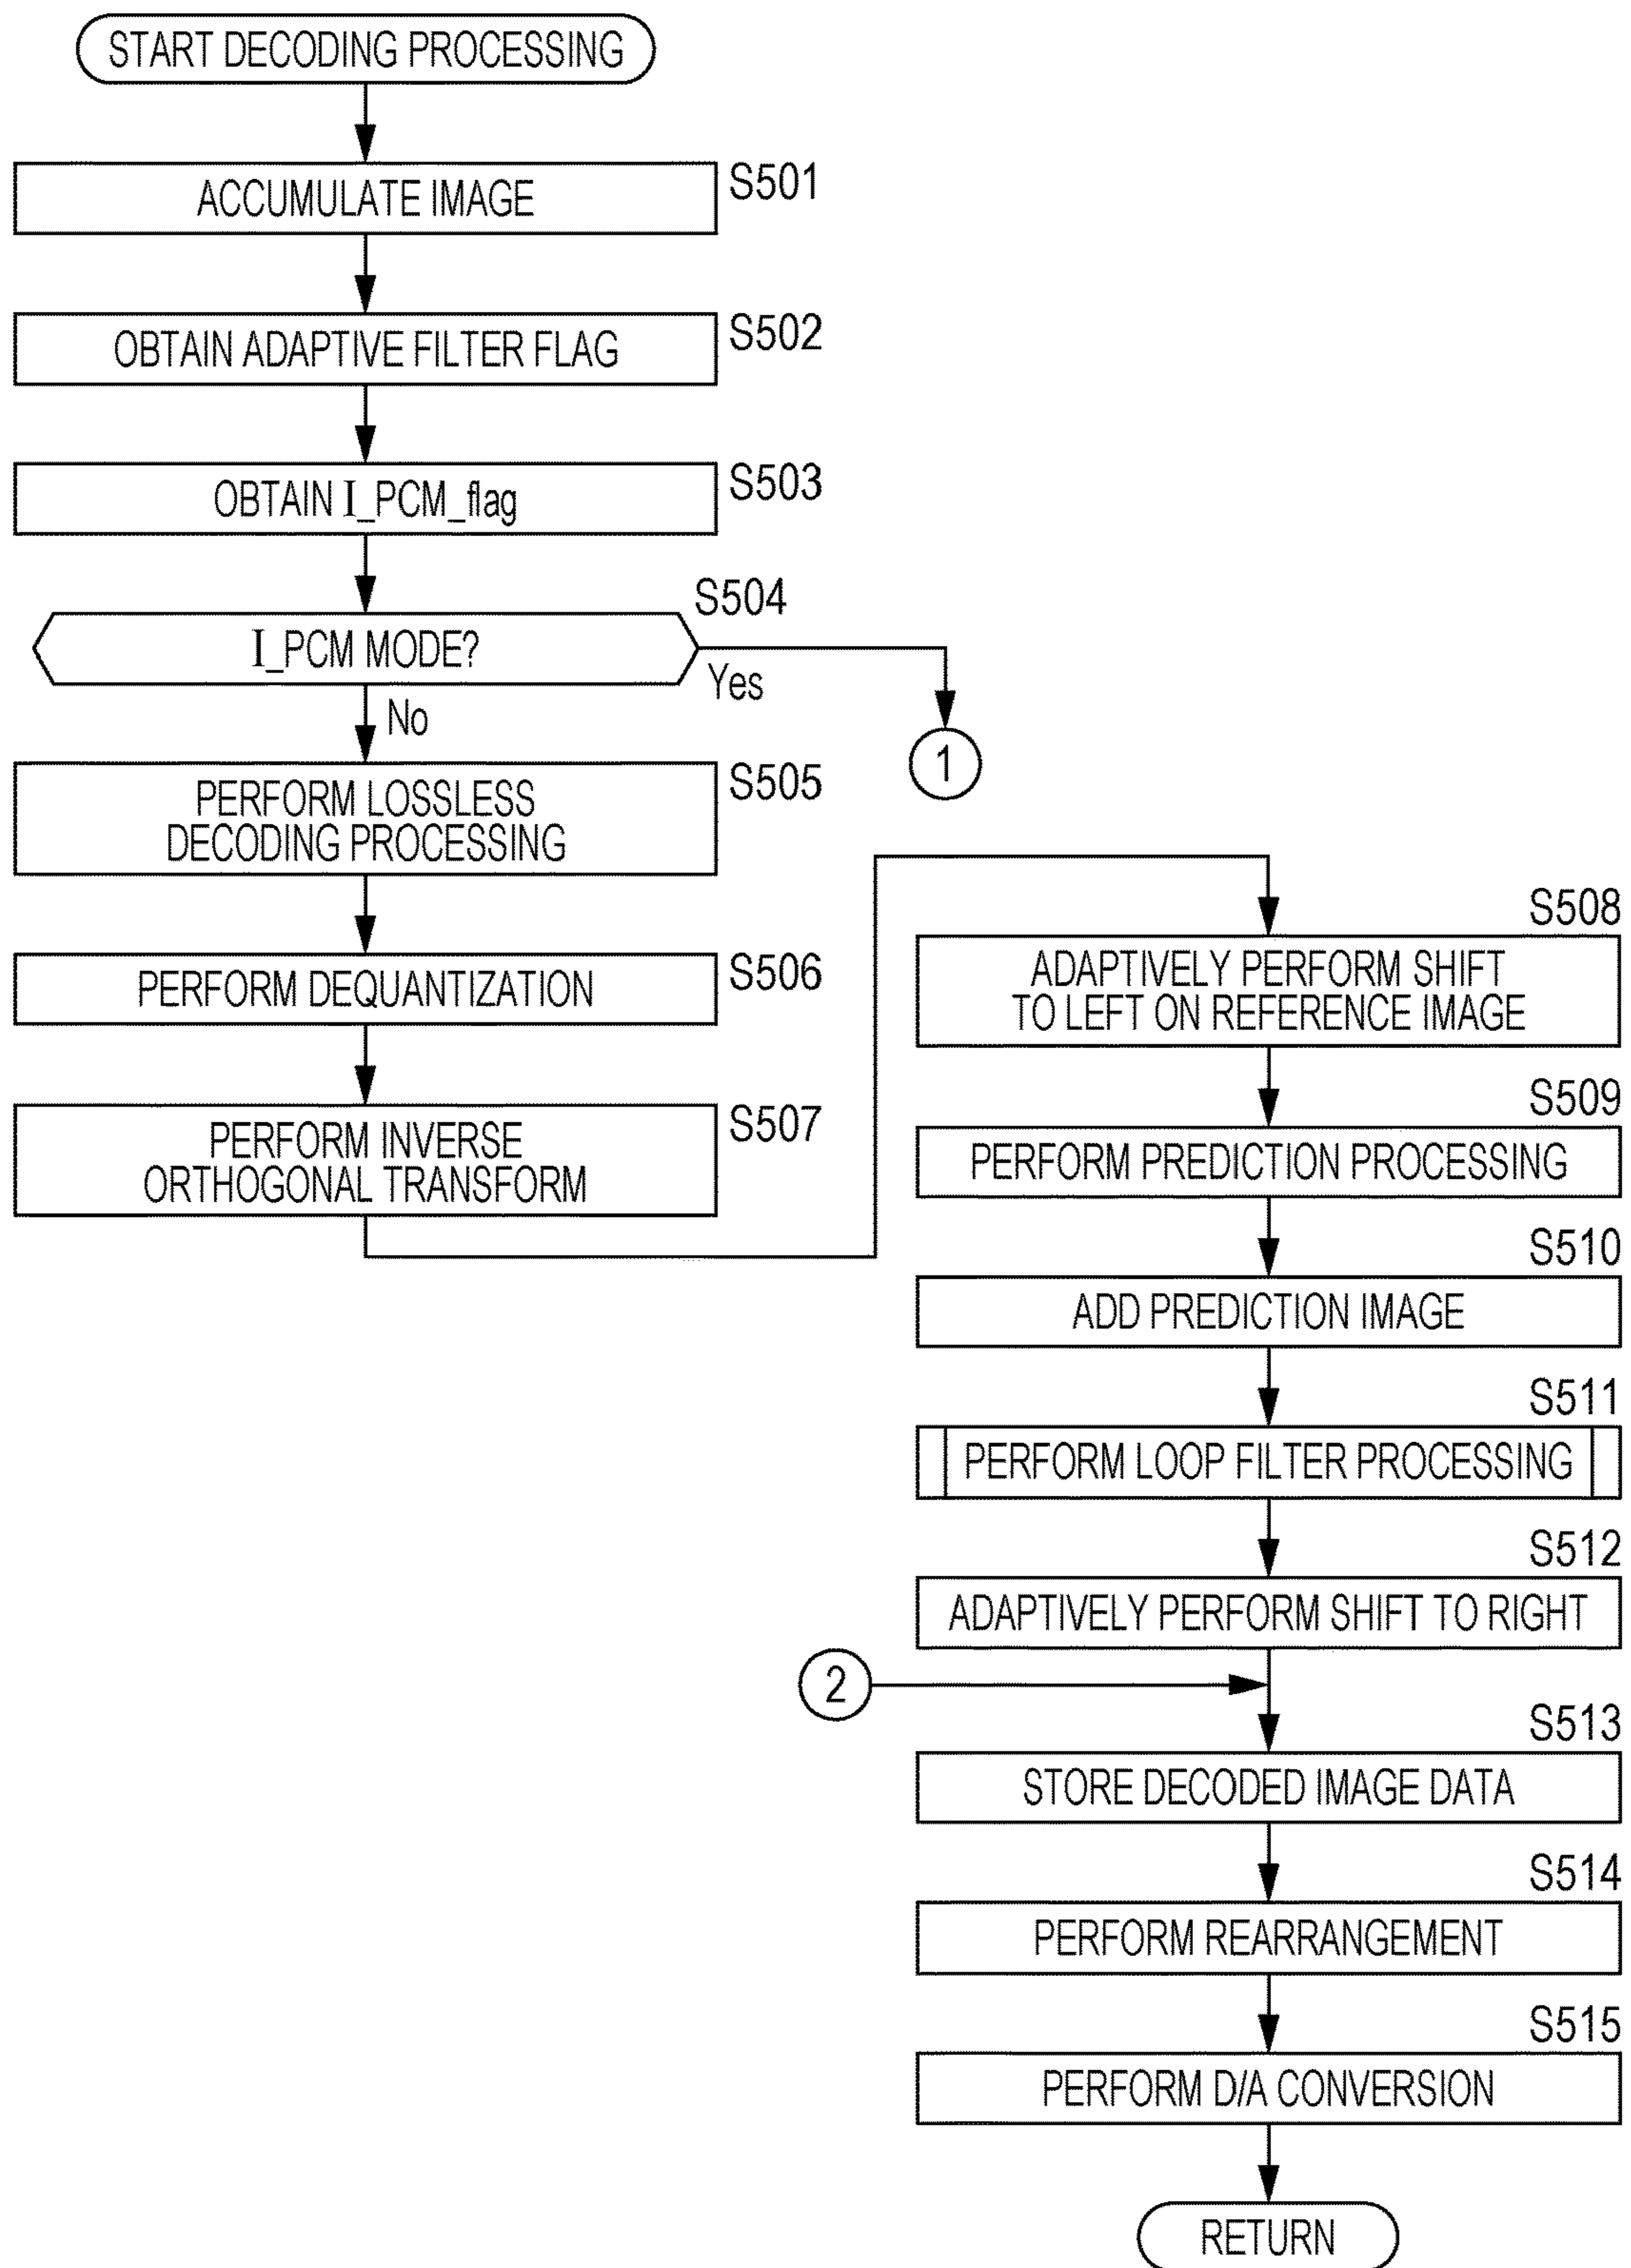 START DECODING PROCESSING
ACCUMULATE IMAGE
S501
OBTAIN ADAPTIVE FILTER FLAG
S502
OBTAIN I_PCM_flag
S503
S504
I_PCM MODE?
Yes
No
1
PERFORM LOSSLESS
DECODING PROCESSING
S505
PERFORM DEQUANTIZATION
S506
PERFORM INVERSE
ORTHOGONAL TRANSFORM
S507
S508
ADAPTIVELY PERFORM SHIFT
TO LEFT ON REFERENCE IMAGE
S509
PERFORM PREDICTION PROCESSING
S510
ADD PREDICTION IMAGE
S511
PERFORM LOOP FILTER PROCESSING
S512
ADAPTIVELY PERFORM SHIFT TO RIGHT
2
S513
STORE DECODED IMAGE DATA
S514
PERFORM REARRANGEMENT
S515
PERFORM D/A CONVERSION
RETURN